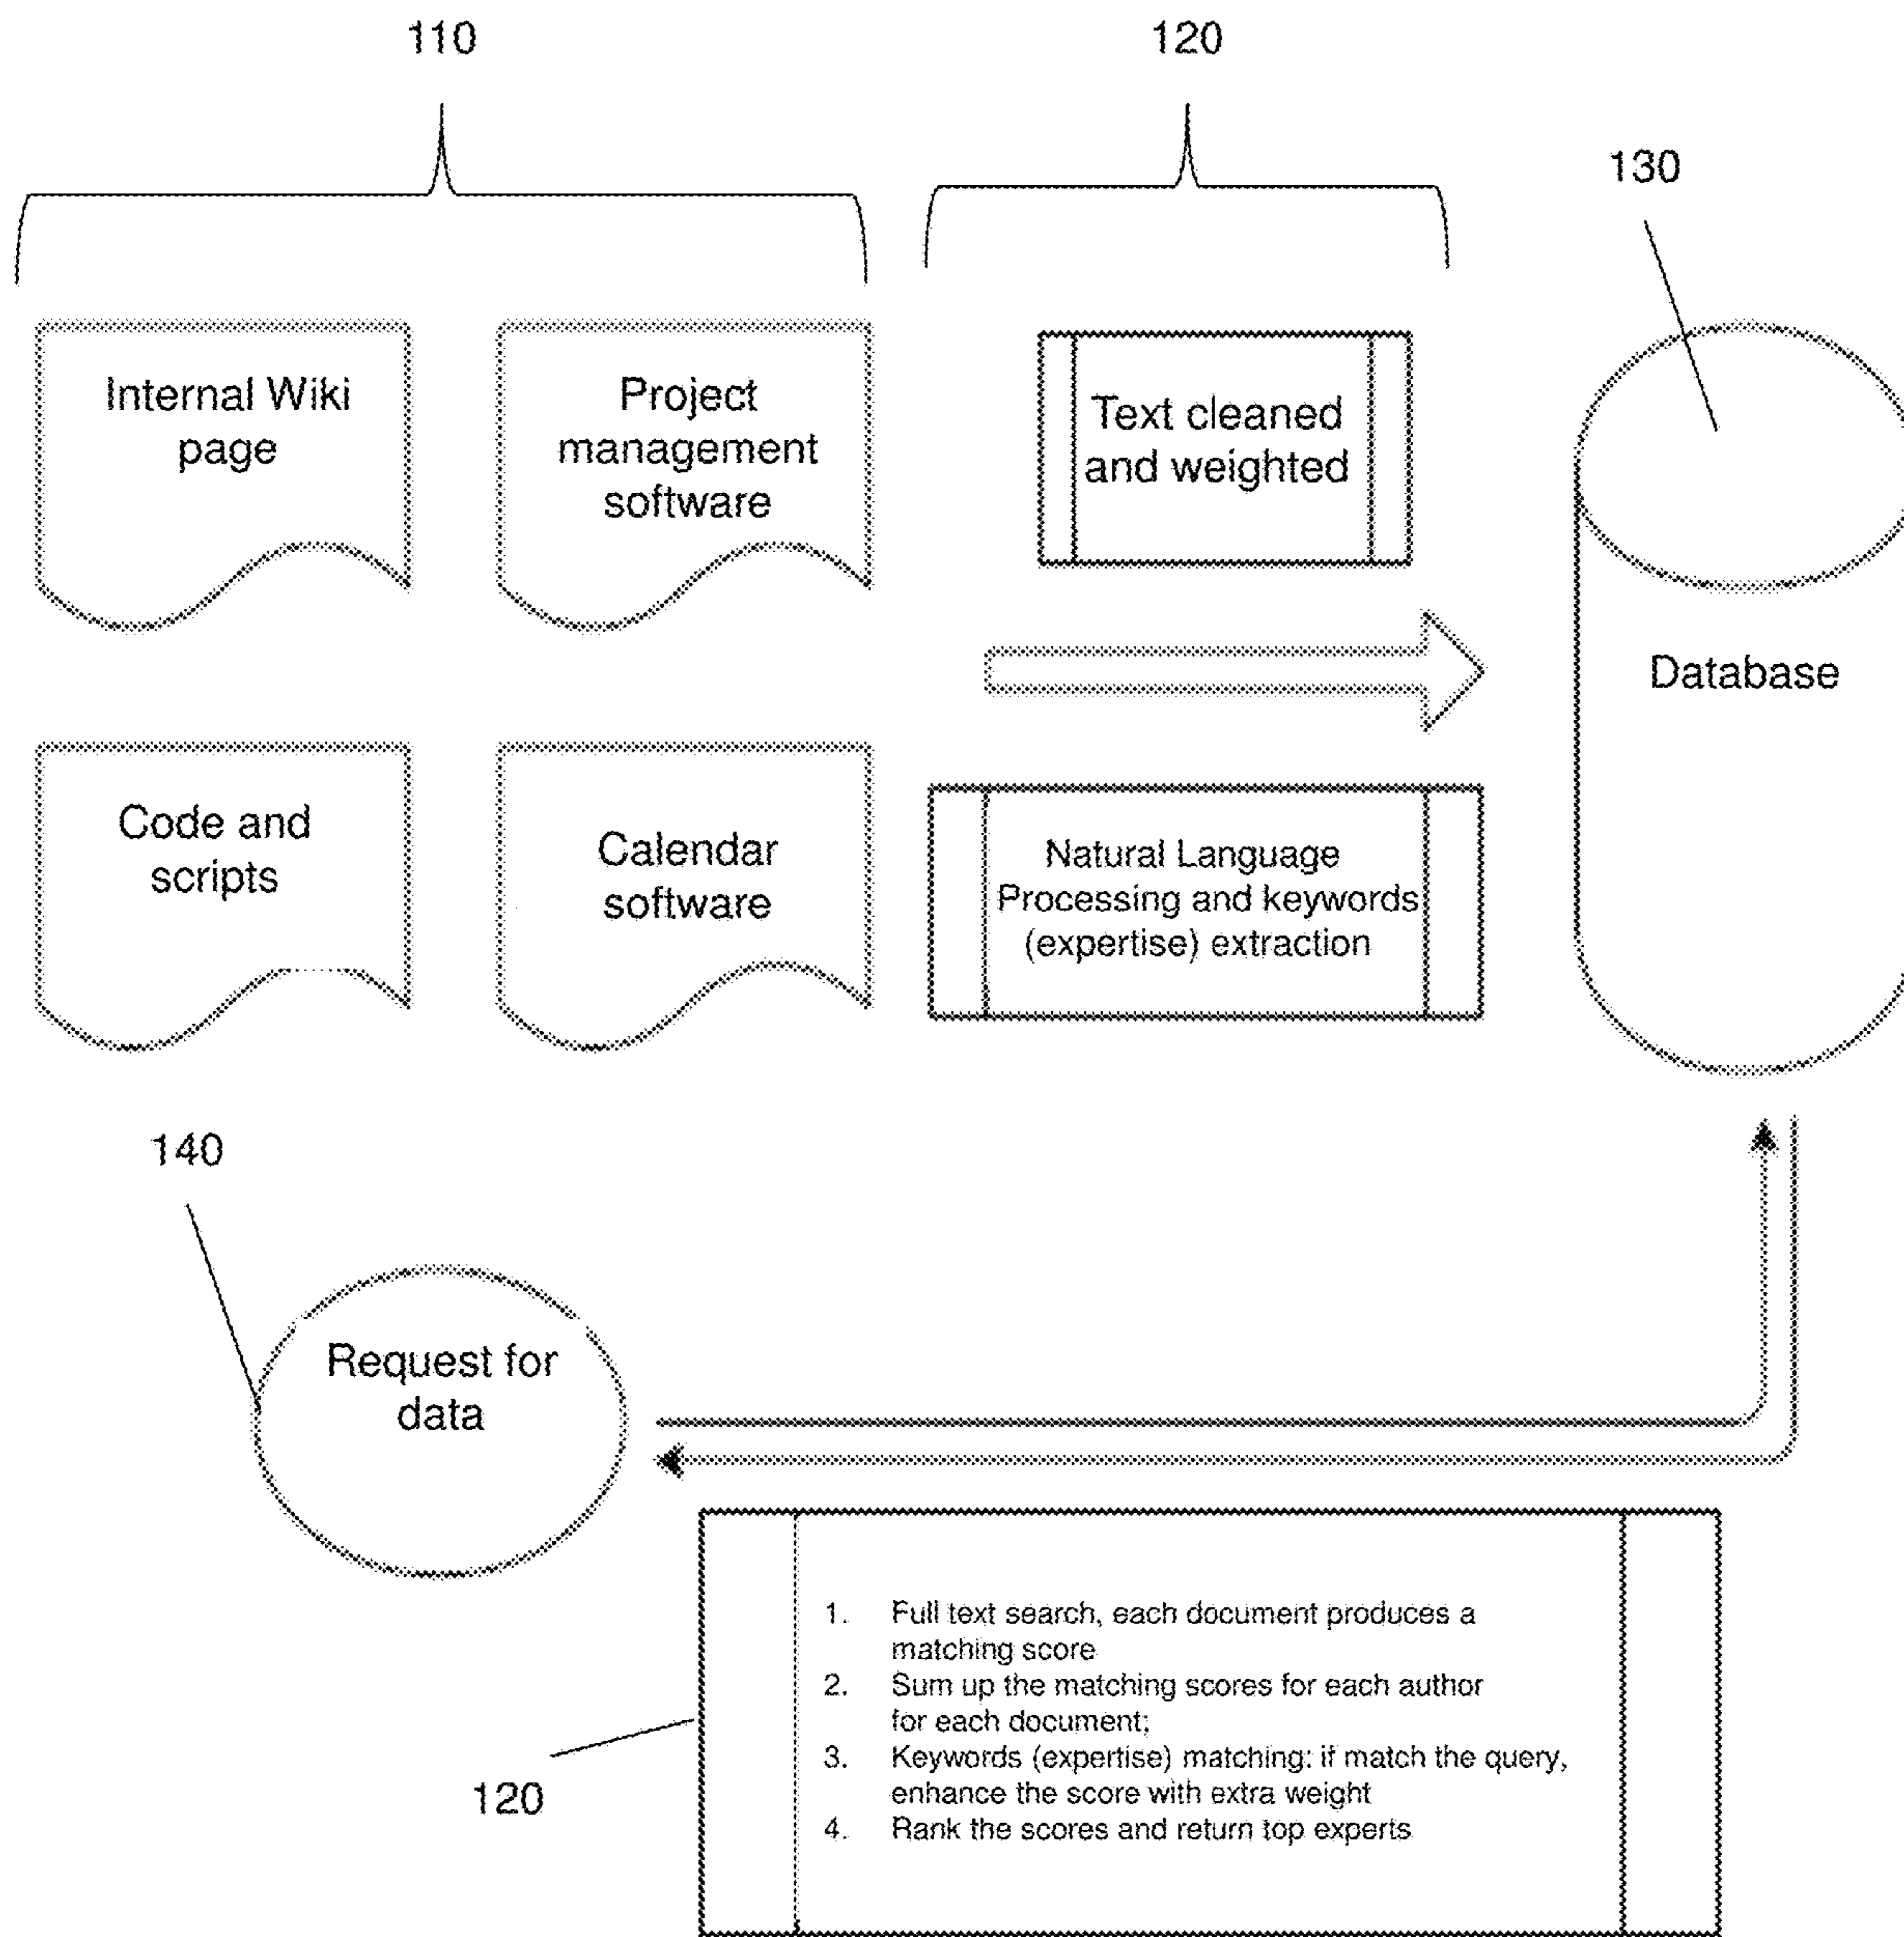 110
120
130
Internal Wiki
page
Project
management
software
Text cleaned
and weighted
Database
Code and
scripts
Calendar
software
Natural Language
Processing and keywords
(expertise) extraction
140
Request for
data
1. Full text search, each document produces a
matching score
2. Sum up the matching scores for each author
for each document;
3. Keywords (expertise) matching: if match the query,
enhance the score with extra weight
4. Rank the scores and return top experts
120